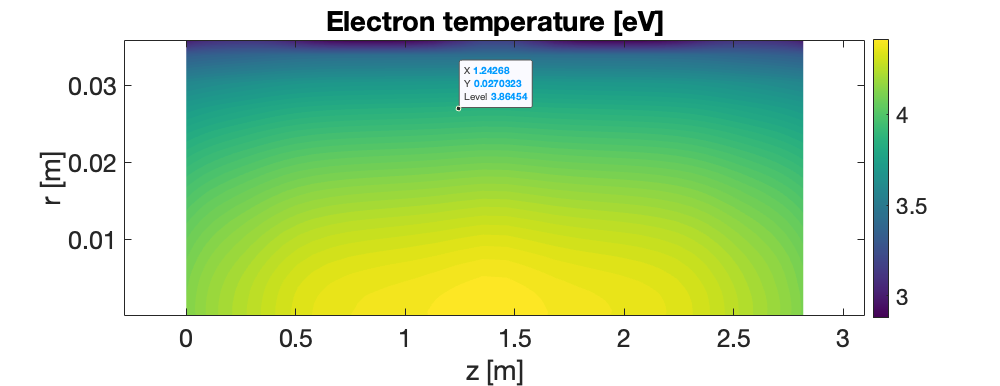 Electron temperature [eV]
X 1.24268
Y 0.0270323
Level 3.86454
0.03
0.02
0.01
r [m]
0
0.5
1
1.5
2
2.5
3
z [m]
4
3.5
3